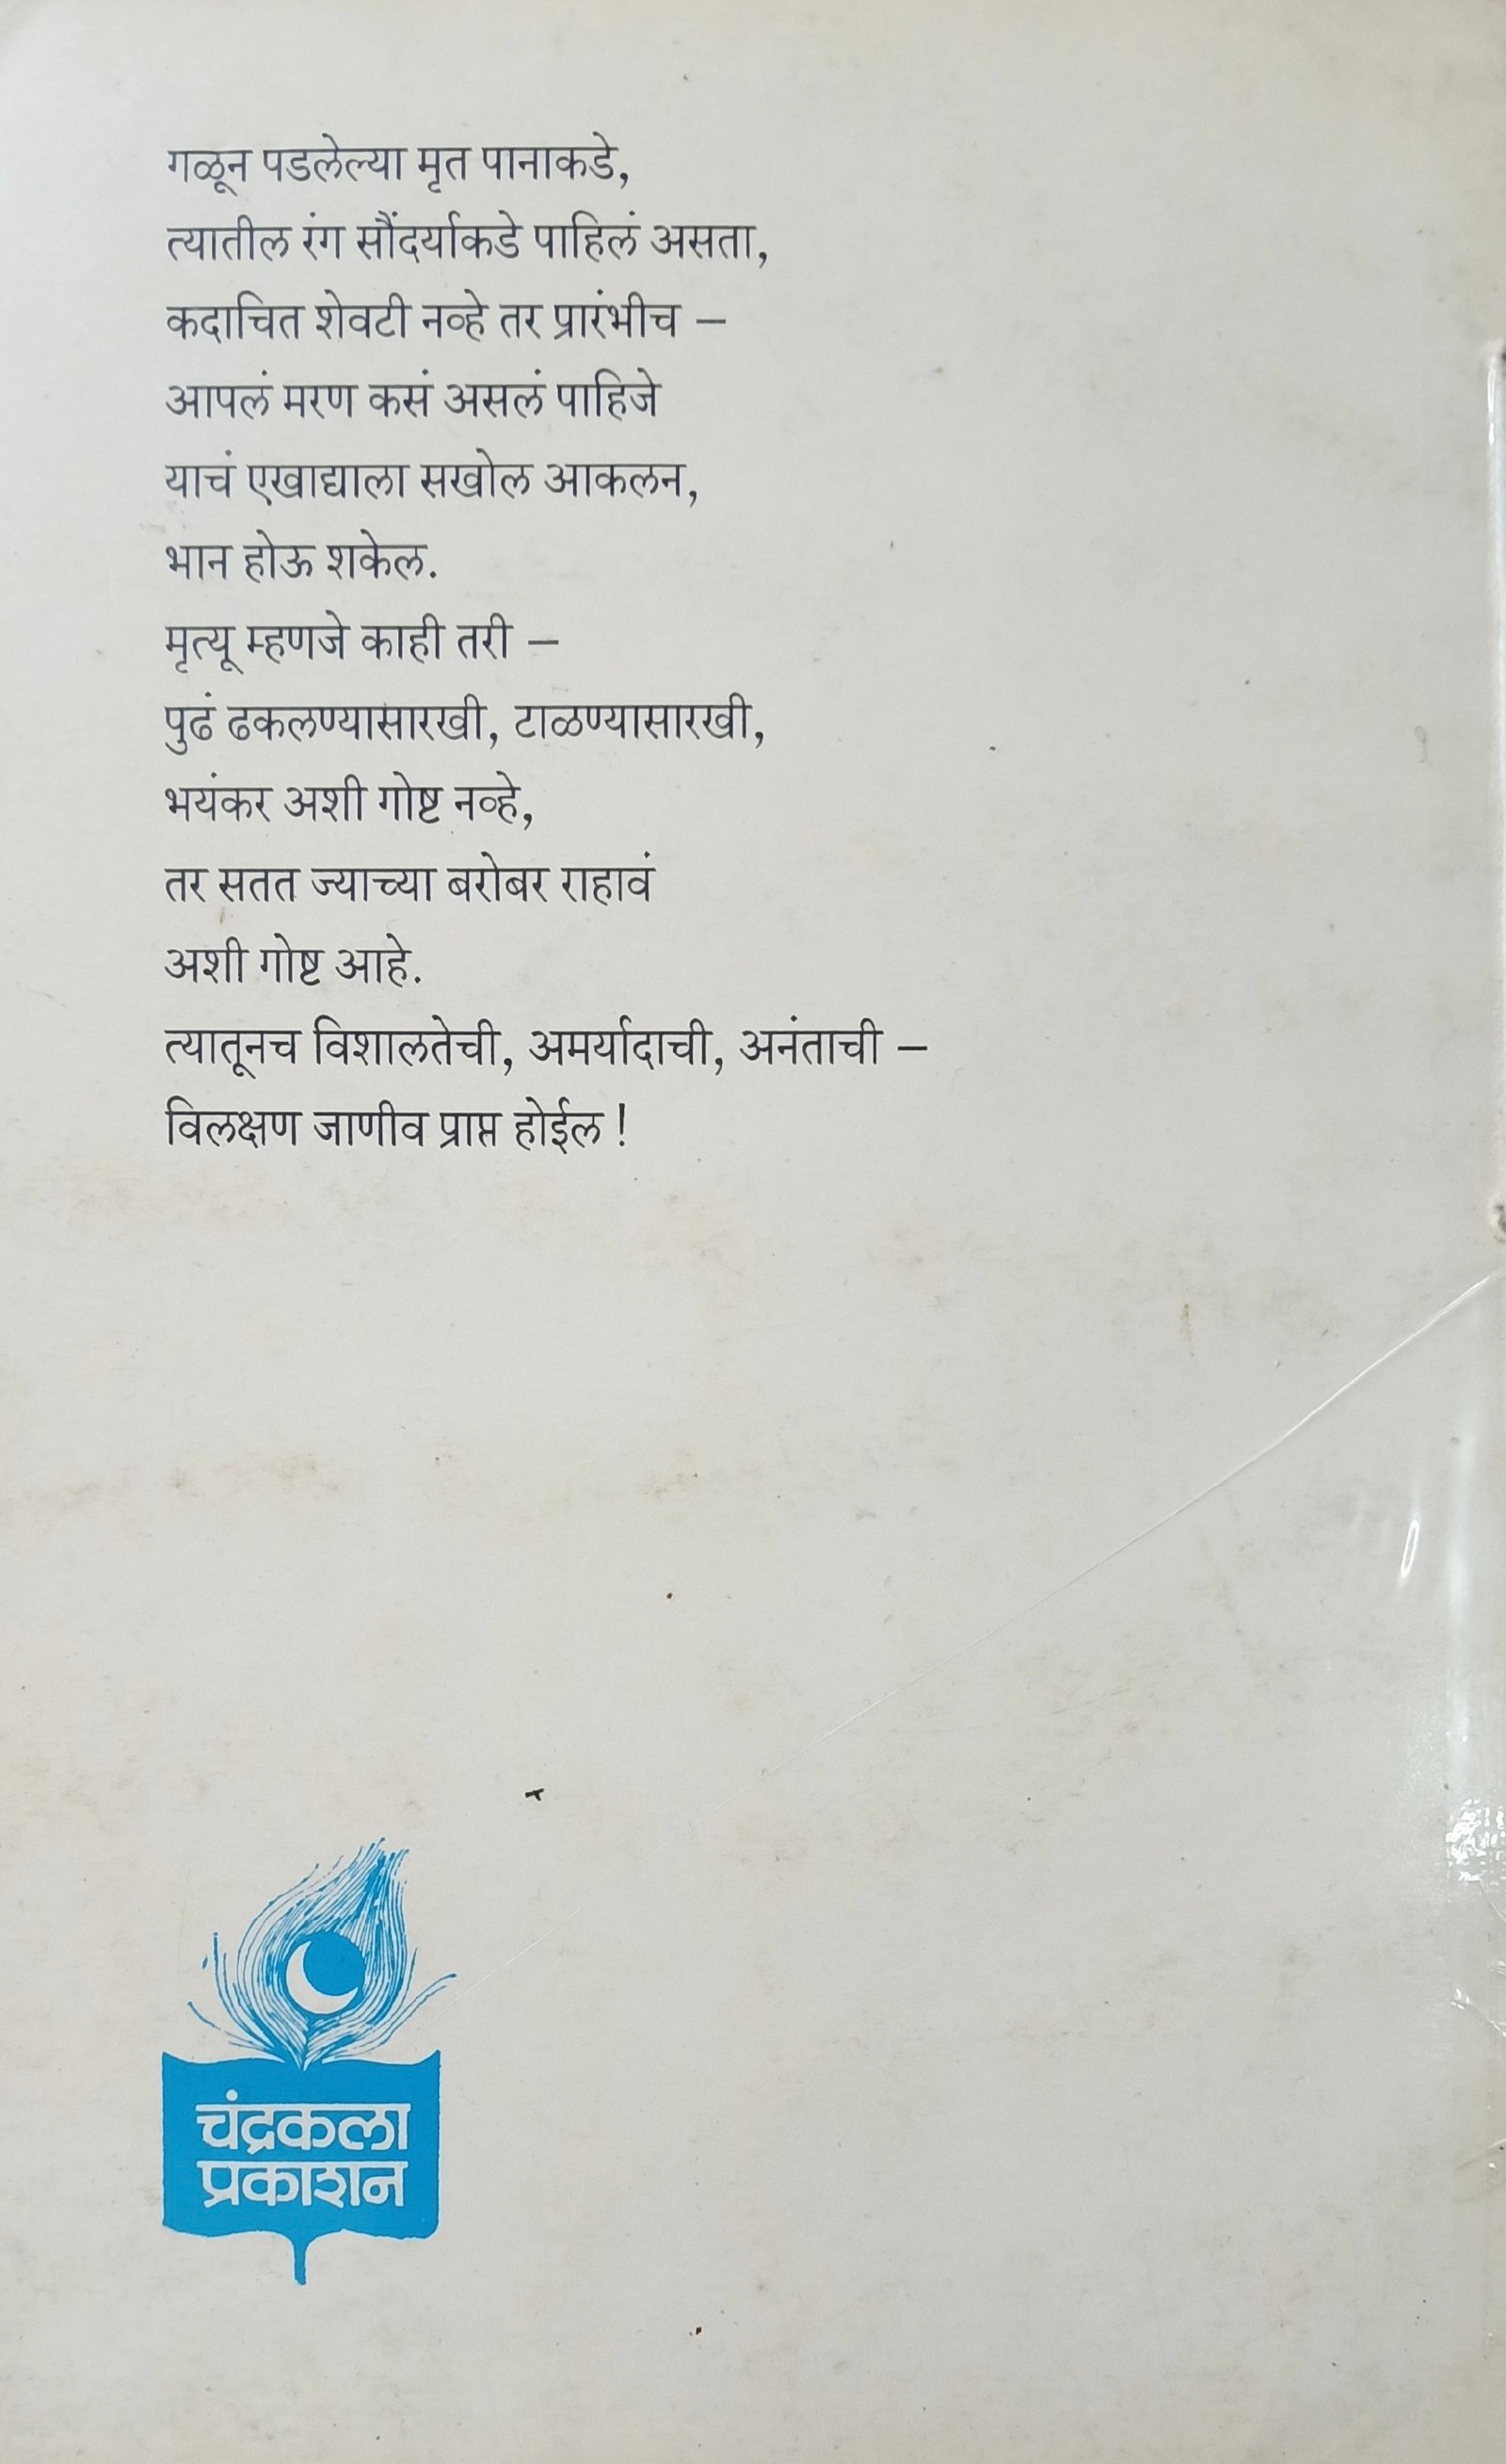 गळून पडलेल्या मृत पानाकडे,
त्यातील रंग सौंदर्याकडे पाहिलं असता,
कदाचित शेवटी नव्हे तर प्रारंभीच –
आपलं मरण कसं असलं पाहिजे
याचं एखाद्याला सखोल आकलन,
भान होऊ शकेल.
मृत्यू म्हणजे काही तरी –
पुढं ढकलण्यासारखी, टाळण्यासारखी,
भयंकर अशी गोष्ट नव्हे,
तर सतत ज्याच्या बरोबर राहावं
अशी गोष्ट आहे.
त्यातूनच विशालतेची, अमर्यादाची, अनंताची –
विलक्षण जाणीव प्राप्त होईल !
चंद्रकला
प्रकाशन